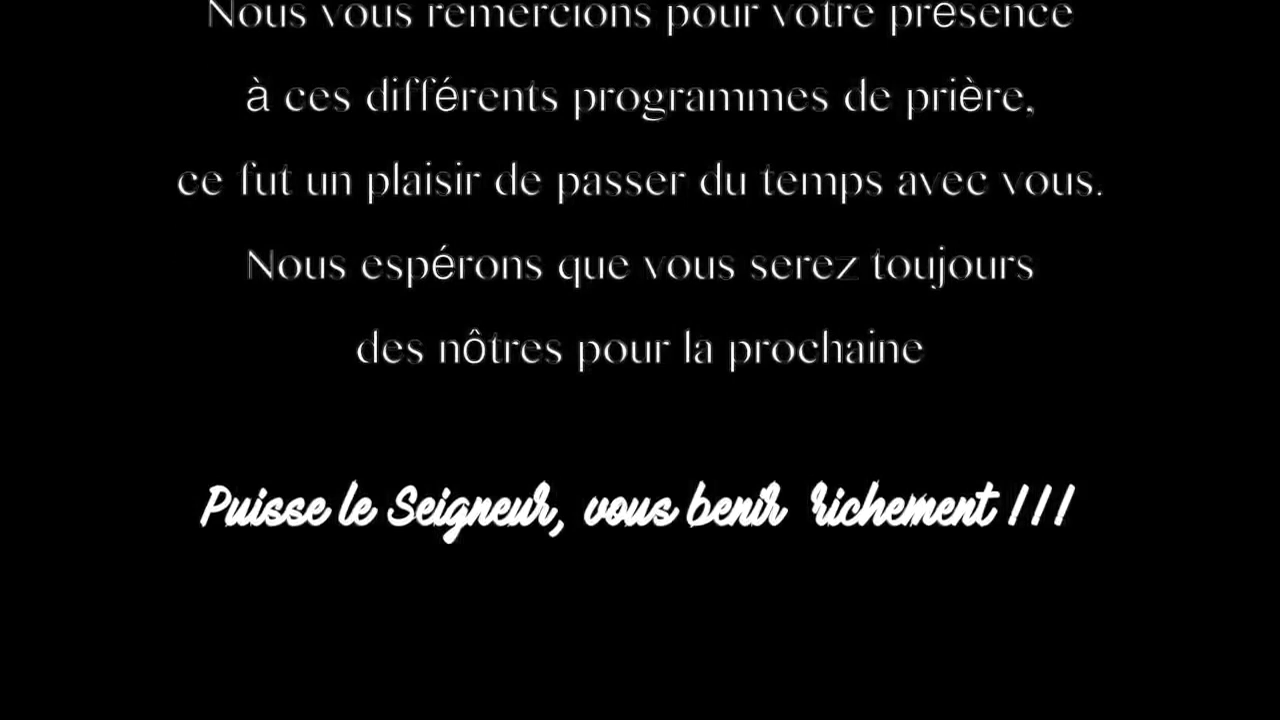 Nous vous remercions pour votre présence
à ces différents programmes de prière,
ce fut un plaisir de passer du temps avec vous.
Nous espérons que vous serez toujours
des nôtres pour la prochaine
Puisse le Seigneur, vous benir richement !!!